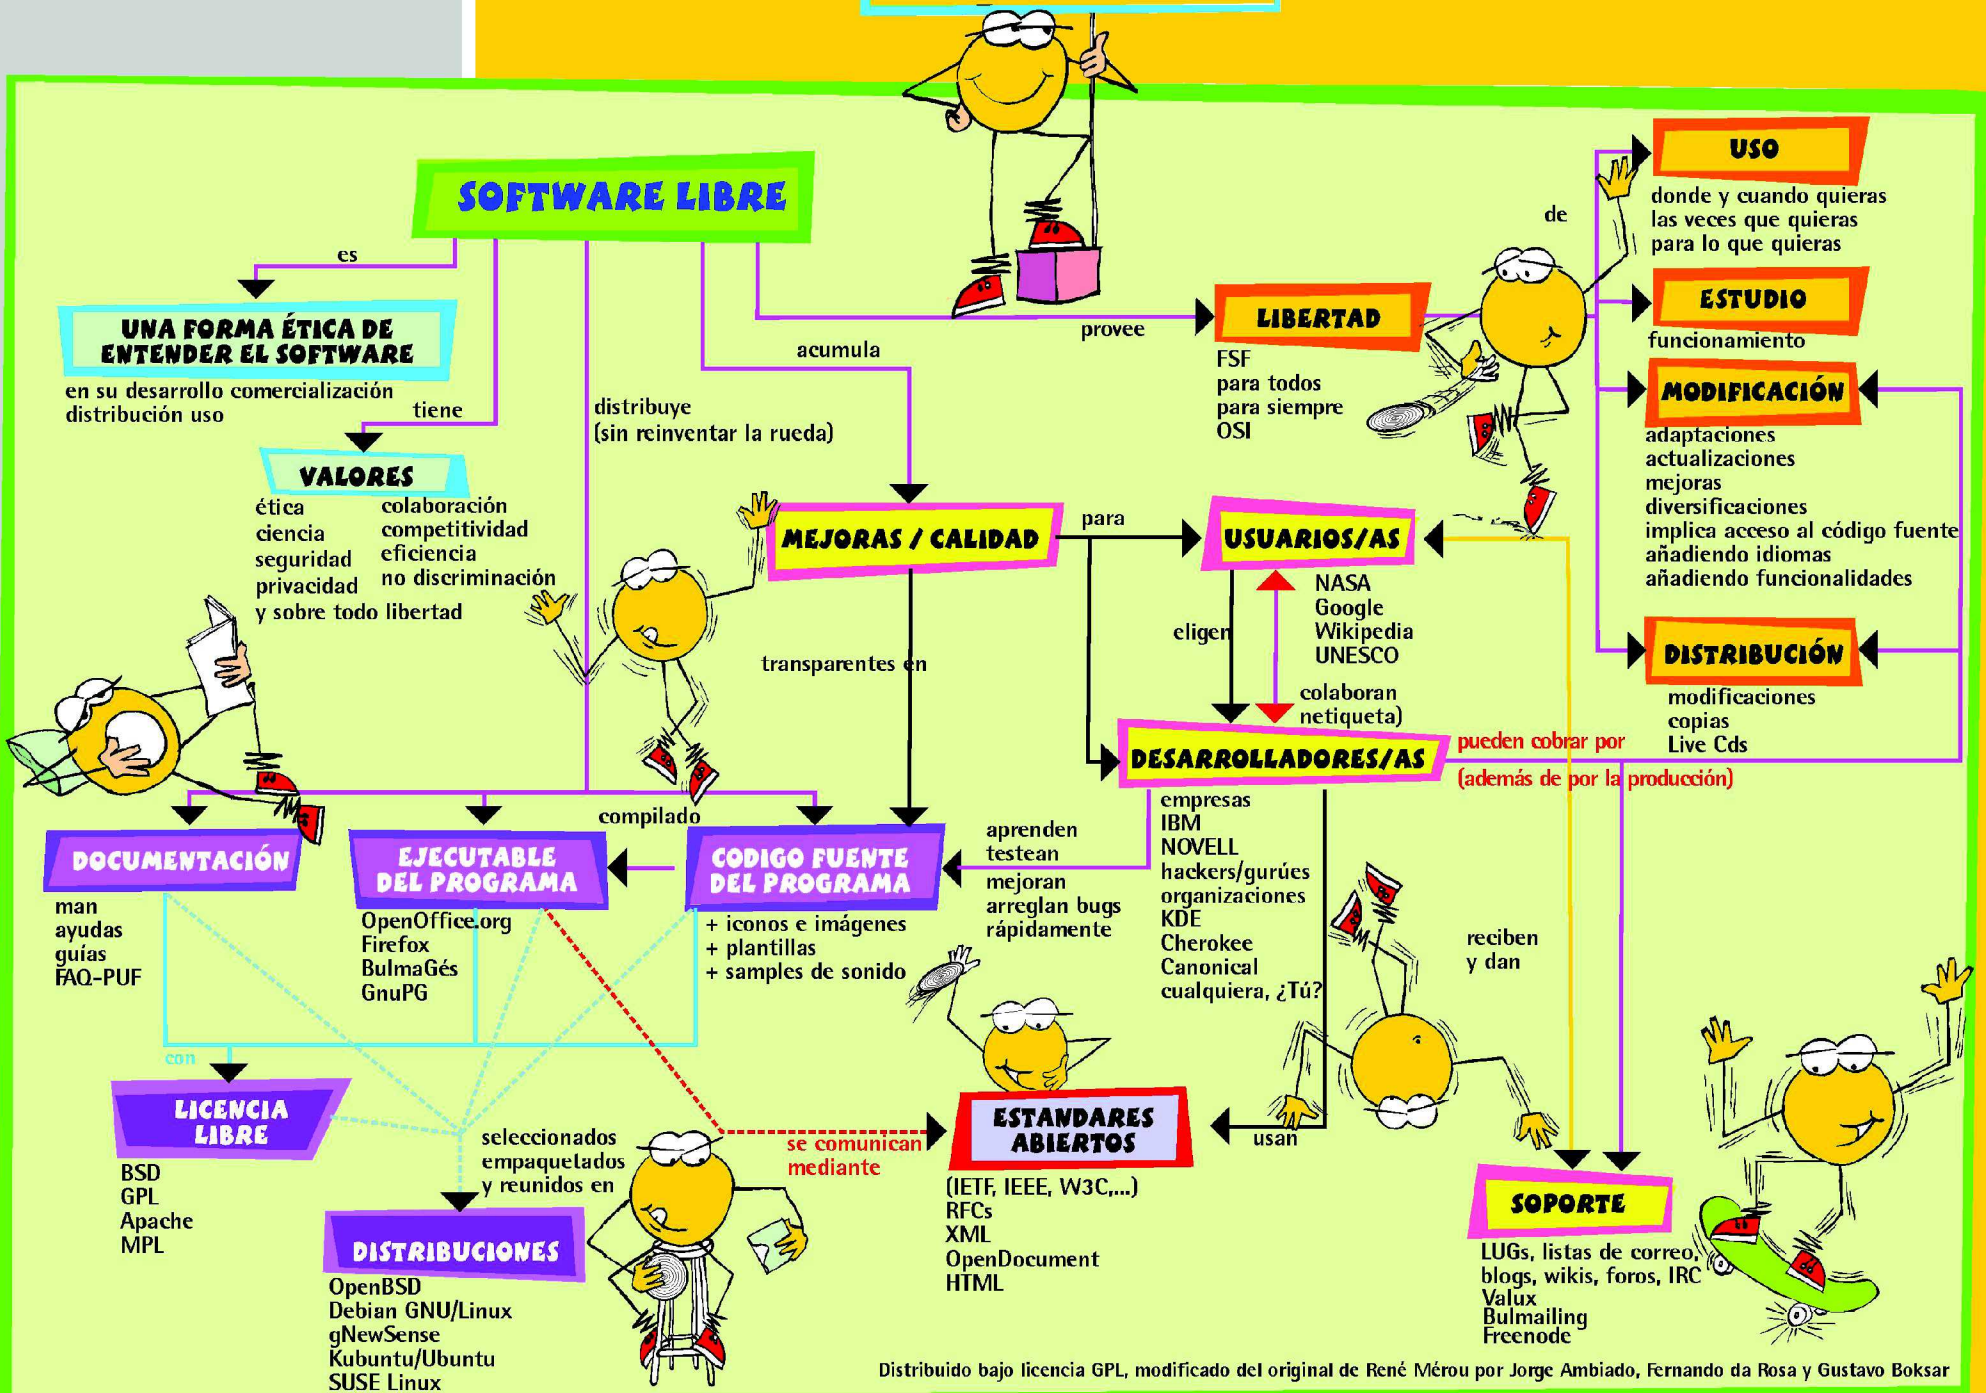 SOFTWARE LIBRE
es
UNA FORMA ÉTICA DE
ENTENDER EL SOFTWARE
en su desarrollo comercialización
distribución uso
tiene
VALORES
ética
ciencia
seguridad
privacidad
y sobre todo libertad
colaboración
competitividad
eficiencia
no discriminación
distribuye
(sin reinventar la rueda)
acumula
provee
LIBERTAD
FSF
para todos
para siempre
OSI
de
USO
donde y cuando quieras
las veces que quieras
para lo que quieras
ESTUDIO
funcionamiento
MODIFICACIÓN
adaptaciones
actualizaciones
mejoras
diversificaciones
implica acceso al código fuente
añadiendo idiomas
añadiendo funcionalidades
DISTRIBUCIÓN
modificaciones
copias
Live Cds
MEJORAS / CALIDAD
para
transparentes en
USUARIOS/AS
NASA
Google
Wikipedia
UNESCO
eligen
colaboran
netiqueta)
DESARROLLADORES/AS
pueden cobrar por
(además de por la producción)
empresas
IBM
NOVELL
hackers/gurúes
organizaciones
KDE
Cherokee
Canonical
cualquiera, ¿Tú?
aprenden
testean
mejoran
arreglan bugs
rápidamente
compilado
DOCUMENTACIÓN
man
ayudas
guías
FAQ-PUF
EJECUTABLE
DEL PROGRAMA
OpenOffice.org
Firefox
BulmaGés
GnuPG
CODIGO FUENTE
DEL PROGRAMA
+ iconos e imágenes
+ plantillas
+ samples de sonido
reciben
y dan
con
LICENCIA
LIBRE
BSD
GPL
Apache
MPL
seleccionados
empaquetados
y reunidos en
DISTRIBUCIONES
OpenBSD
Debian GNU/Linux
gNewSense
Kubuntu/Ubuntu
SUSE Linux
se comunican
mediante
ESTANDARES
ABIERTOS
(IETF, IEEE, W3C,...)
RFCs
XML
OpenDocument
HTML
usan
SOPORTE
LUGs, listas de correo,
blogs, wikis, foros, IRC
Valux
Bulmailing
Freenode
Distribuido bajo licencia GPL, modificado del original de René Mérou por Jorge Ambiado, Fernando da Rosa y Gustavo Boksar